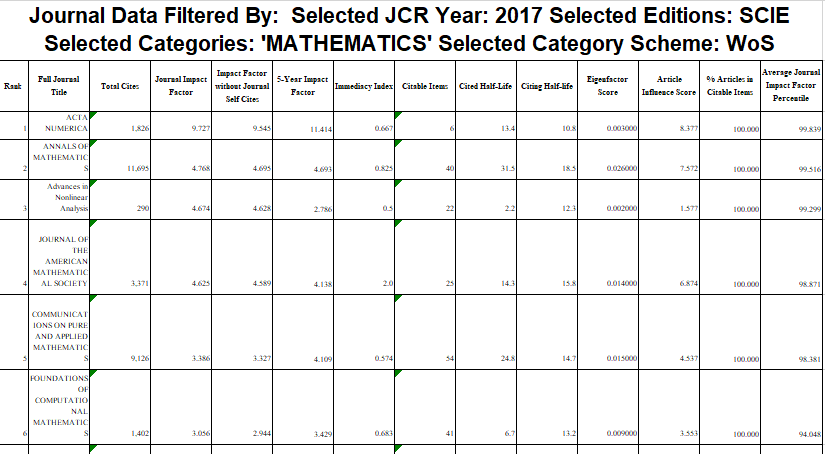 Journal Data Filtered By: Selected JCR Year: 2017 Selected Editions: SCIE
Selected Categories: 'MATHEMATICS' Selected Category Scheme: WoS
Rank Full Journal Title Total Cites Journal Impact Factor Impact Factor without Journal Self Cites 5-Year Impact Factor Immediacy Index Citable Items Cited Half-Life Citing Half-life Eigenfactor Score Article Influence Score % Articles in Citable Items Average Journal Impact Factor Percentile
1 ACTA NUMERICA 1,826 9.727 9.545 11.414 0.667 6 13.4 10.8 0.003000 8.377 100.000 99.839
2 ANNALS OF MATHEMATICS 11,695 4.768 4.695 4.693 0.825 40 31.5 18.5 0.026000 7.572 100.000 99.516
3 Advances in Nonlinear Analysis 290 4.674 4.628 2.786 0.5 22 2.2 12.3 0.002000 1.577 100.000 99.299
4 JOURNAL OF THE AMERICAN MATHEMATICAL SOCIETY 3,371 4.625 4.589 4.138 2.0 25 14.3 15.8 0.014000 6.874 100.000 98.871
5 COMMUNICATIONS ON PURE AND APPLIED MATHEMATICS 9,126 3.386 3.327 4.109 0.574 54 24.8 14.7 0.015000 4.537 100.000 98.381
6 FOUNDATIONS OF COMPUTATIONAL MATHEMATICS 1,402 3.056 2.944 3.429 0.683 41 6.7 13.2 0.009000 3.553 100.000 94.048